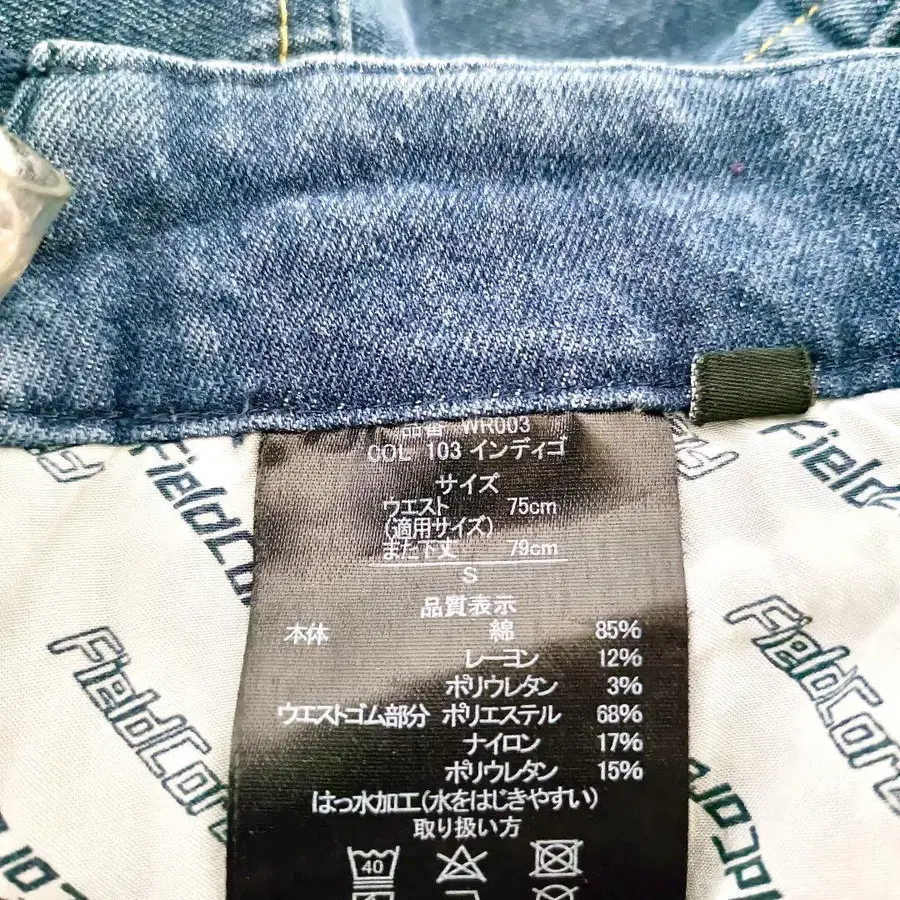 品番 WR003
COL 103 インディゴ
サイズ
ウエスト 75cm
(適用サイズ)
また下丈 79cm
S
品質表示
本体 綿 85%
レーヨン 12%
ポリウレタン 3%
ウエストゴム部分 ポリエステル 68%
ナイロン 17%
ポリウレタン 15%
はっ水加工(水をはじきやすい)
取り扱い方
40
FieldCor
FieldCor
FieldCore
FieldCor